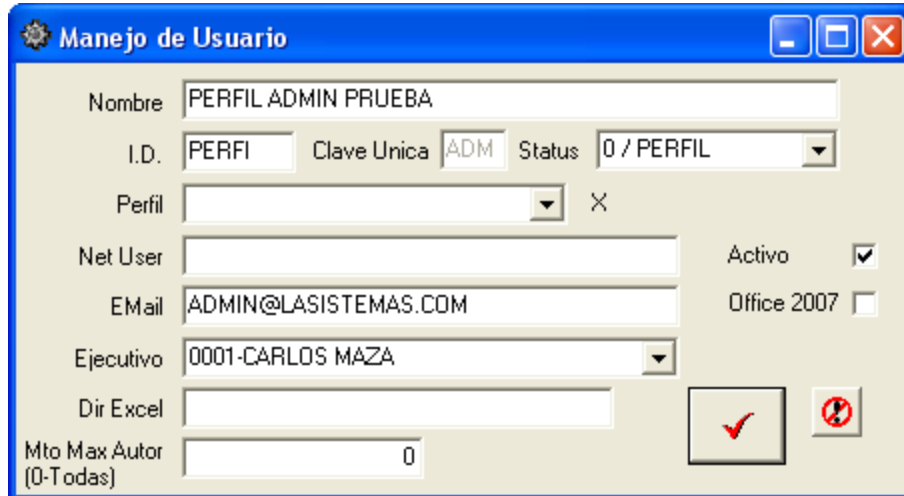 Manejo de Usuario
Nombre PERFIL ADMIN PRUEBA
I.D. PERFI Clave Unica ADM Status 0 / PERFIL
Perfil X
Net User Activo
EMail ADMIN@LASISTEMAS.COM Office 2007
Ejecutivo 0001-CARLOS MAZA
Dir Excel
Mto Max Autor 0
(0-Todas)